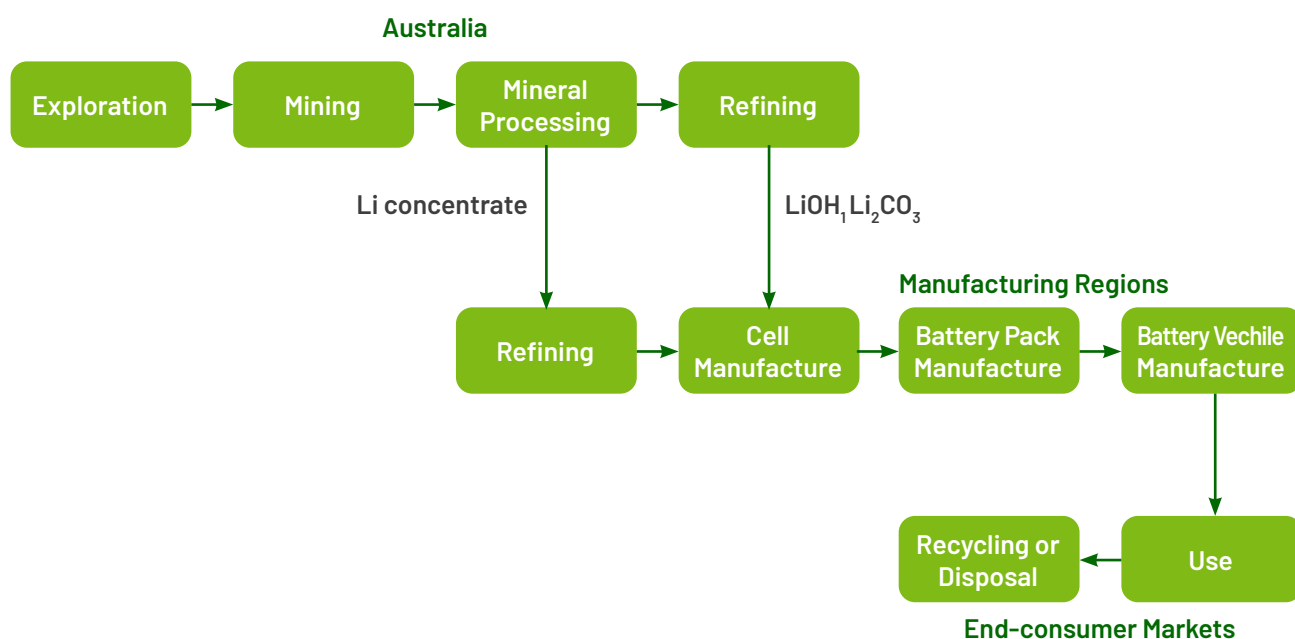 Australia
Exploration
Mining
Mineral
Processing
Refining
Li concentrate
LiOH₁ Li₂CO₃
Manufacturing Regions
Refining
Cell
Manufacture
Battery Pack
Manufacture
Battery Vechile
Manufacture
Recycling or
Disposal
Use
End-consumer Markets